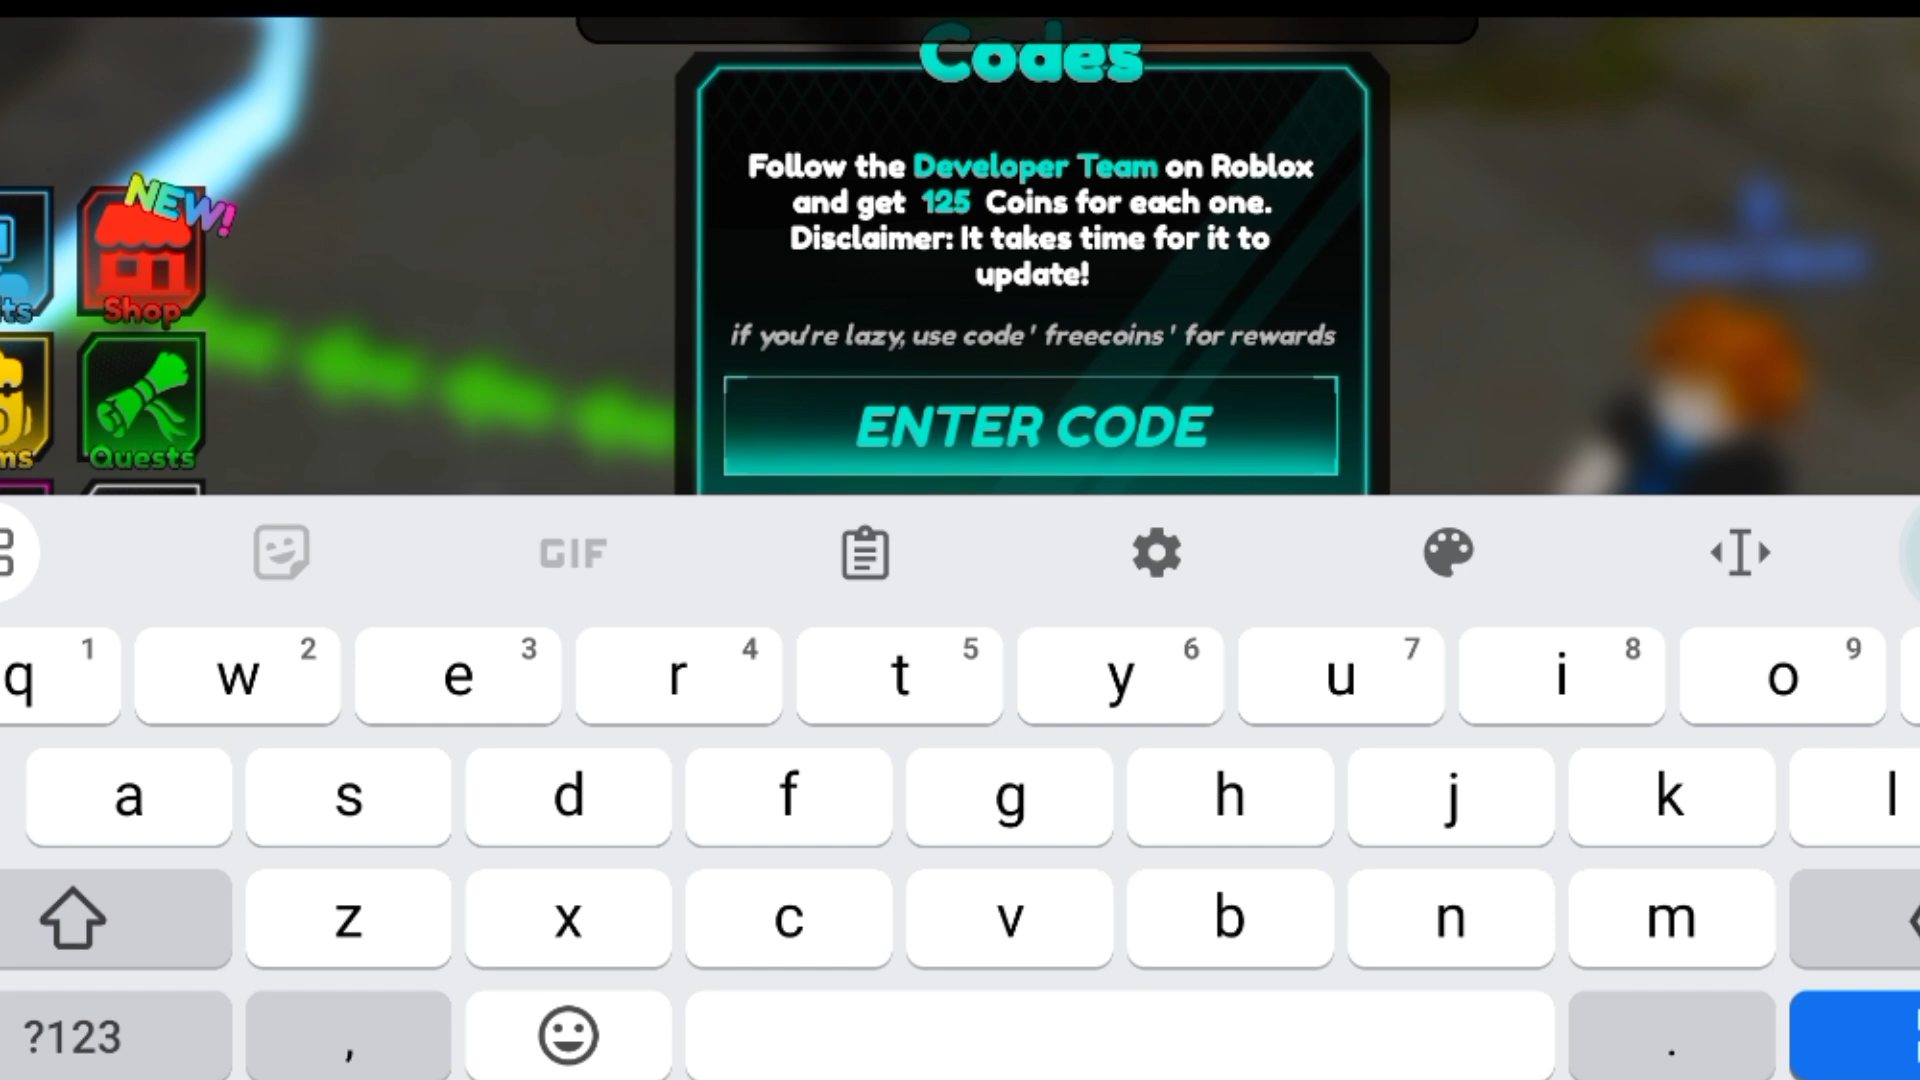 Codes
Follow the Developer Team on Roblox
and get 125 Coins for each one.
Disclaimer: It takes time for it to
update!
if you're lazy, use code ' freecoins ' for rewards
ENTER CODE
NEW!
Shop
Quests
GIF
q 1 w 2 e 3 r 4 t 5 y 6 u 7 i 8 o 9
a s d f g h j k l
z x c v b n m
?123 , .